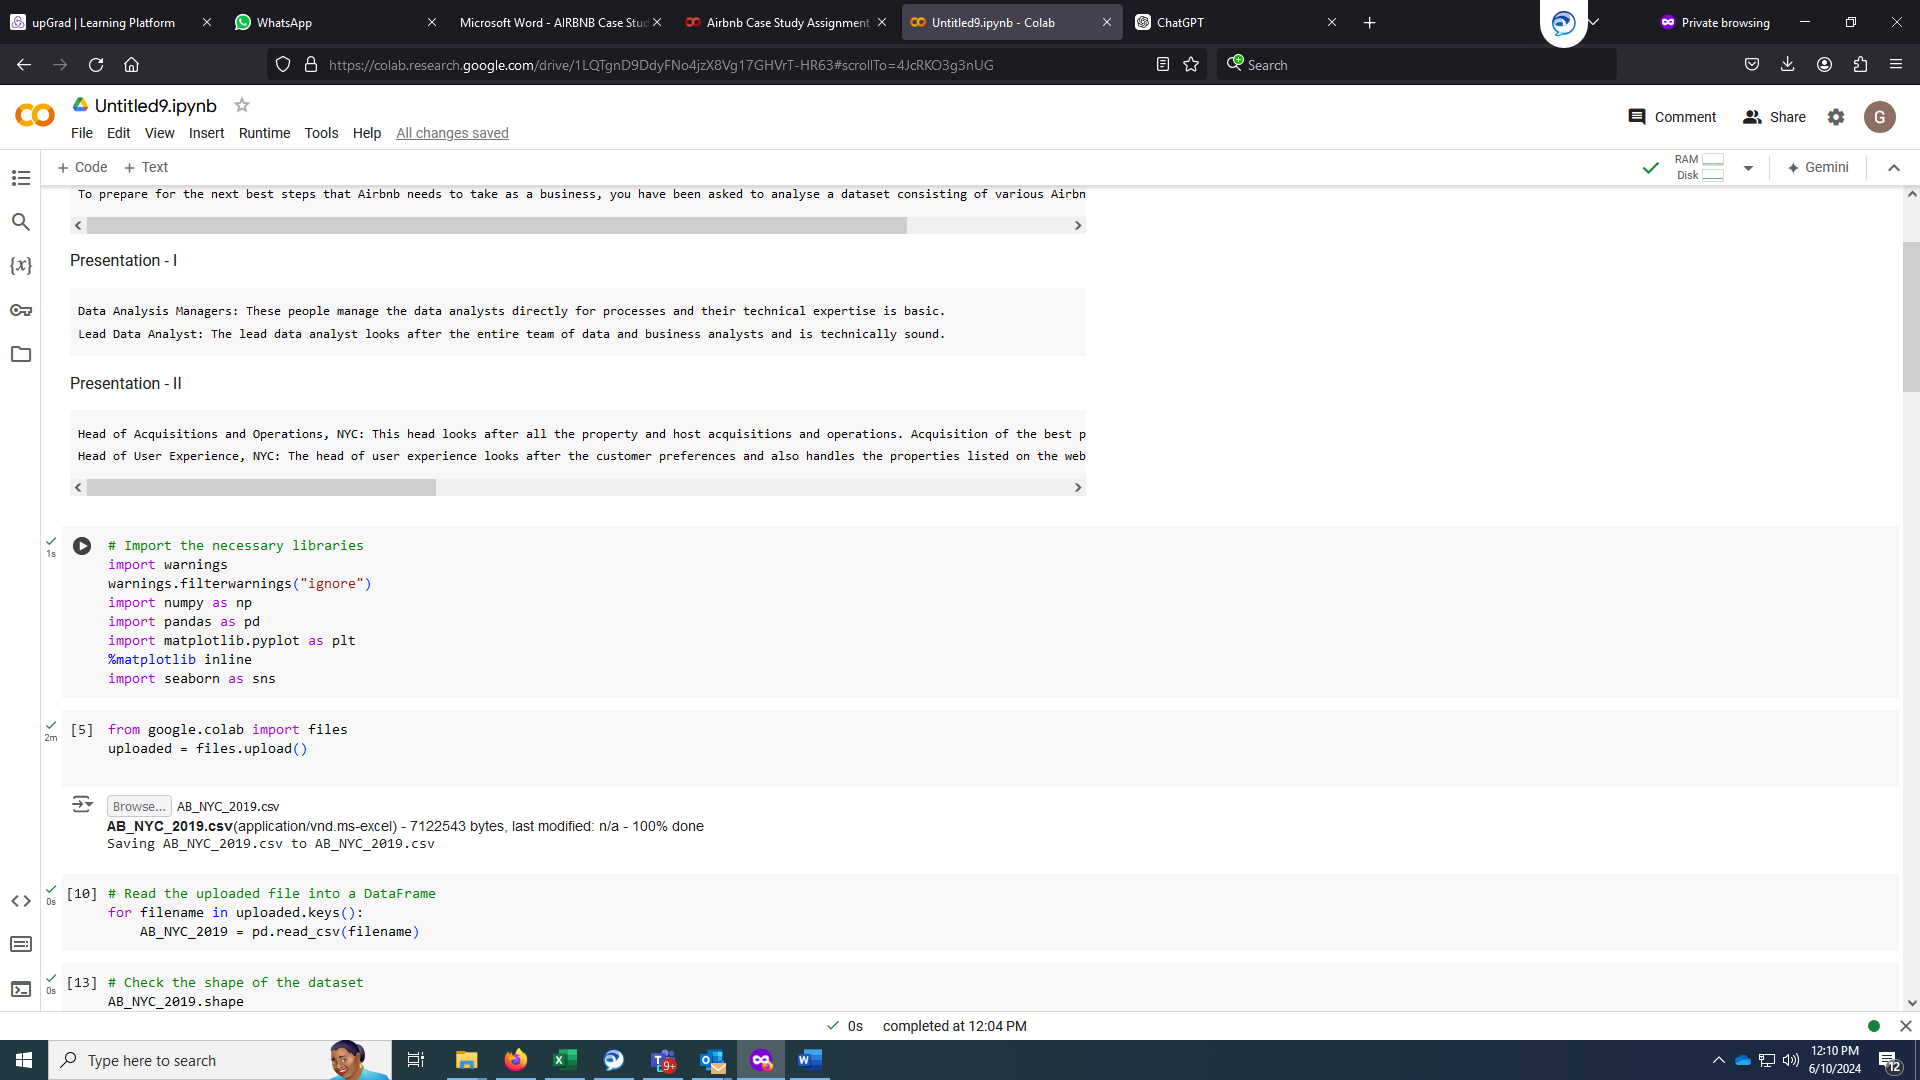 upGrad | Learning Platform
WhatsApp
Microsoft Word - AIRBNB Case Stud
Airbnb Case Study Assignment
Untitled9.ipynb - Colab
ChatGPT
Private browsing
https://colab.research.google.com/drive/1LQTgnD9DdyFNo4jzX8Vg17GHVrT-HR63#scrollTo=4JcRKO3g3nUG
Search
Untitled9.ipynb
File Edit View Insert Runtime Tools Help All changes saved
Comment
Share
G
+ Code + Text
RAM
Disk
Gemini
To prepare for the next best steps that Airbnb needs to take as a business, you have been asked to analyse a dataset consisting of various Airbn
Presentation - I
Data Analysis Managers: These people manage the data analysts directly for processes and their technical expertise is basic.
Lead Data Analyst: The lead data analyst looks after the entire team of data and business analysts and is technically sound.
Presentation - II
Head of Acquisitions and Operations, NYC: This head looks after all the property and host acquisitions and operations. Acquisition of the best p
Head of User Experience, NYC: The head of user experience looks after the customer preferences and also handles the properties listed on the web
1s
# Import the necessary libraries
import warnings
warnings.filterwarnings("ignore")
import numpy as np
import pandas as pd
import matplotlib.pyplot as plt
%matplotlib inline
import seaborn as sns
2m
[5] from google.colab import files
uploaded = files.upload()
Browse... AB_NYC_2019.csv
AB_NYC_2019.csv(application/vnd.ms-excel) - 7122543 bytes, last modified: n/a - 100% done
Saving AB_NYC_2019.csv to AB_NYC_2019.csv
0s
[10] # Read the uploaded file into a DataFrame
for filename in uploaded.keys():
AB_NYC_2019 = pd.read_csv(filename)
0s
[13] # Check the shape of the dataset
AB_NYC_2019.shape
0s completed at 12:04 PM
Type here to search
9+
12:10 PM
6/10/2024
12